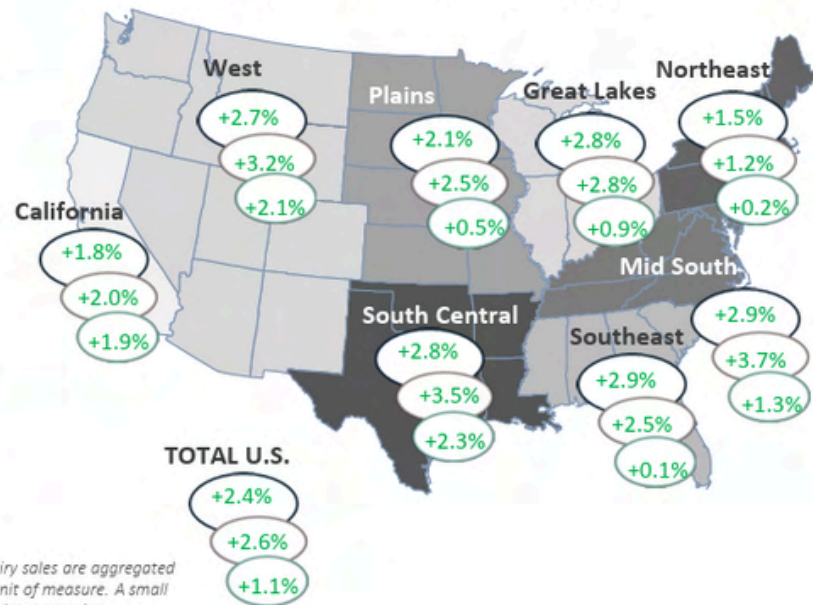 West
+2.7%
+3.2%
+2.1%
Plains
+2.1%
+2.5%
+0.5%
Great Lakes
+2.8%
+2.8%
+0.9%
Northeast
+1.5%
+1.2%
+0.2%
California
+1.8%
+2.0%
+1.9%
Mid South
+2.9%
+3.7%
+1.3%
South Central
+2.8%
+3.5%
+2.3%
Southeast
+2.9%
+2.5%
+0.1%
TOTAL U.S.
+2.4%
+2.6%
+1.1%
iry sales are aggregated
nit of measure. A small